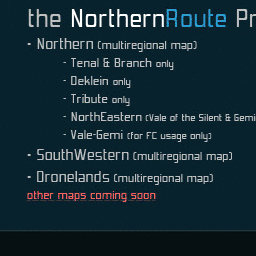 the NorthernRoute Pr
- Northern (multiregional map)
- Tenal & Branch only
- Deklein only
- Tribute only
- NorthEastern (Vale of the Silent & Gemi
- Vale-Gemi (for FC usage only)
- SouthWestern (multiregional map)
- Dronelands (multiregional map)
other maps coming soon